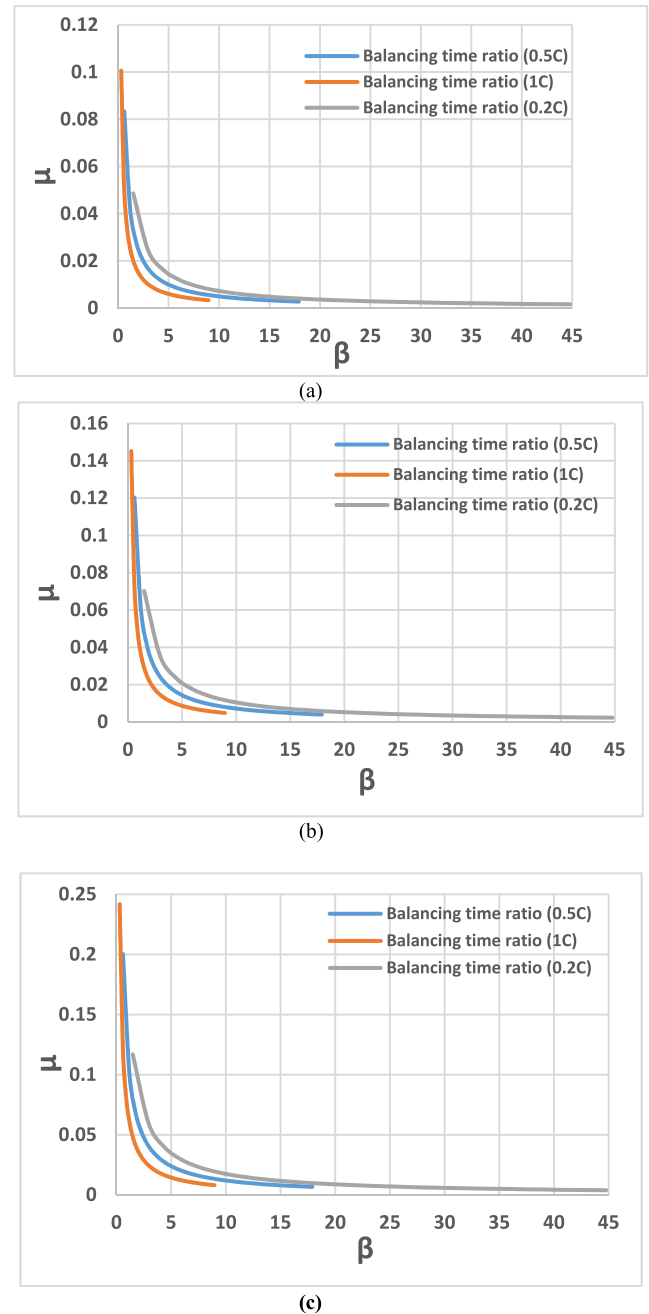 0.12
0.1
0.08
0.06
0.04
0.02
0
μ
Balancing time ratio (0.5C)
Balancing time ratio (1C)
Balancing time ratio (0.2C)
0 5 10 15 20 25 30 35 40 45
β
(a)
0.16
0.14
0.12
0.1
0.08
0.06
0.04
0.02
0
μ
Balancing time ratio (0.5C)
Balancing time ratio (1C)
Balancing time ratio (0.2C)
0 5 10 15 20 25 30 35 40 45
β
(b)
0.25
0.2
0.15
0.1
0.05
0
μ
Balancing time ratio (0.5C)
Balancing time ratio (1C)
Balancing time ratio (0.2C)
0 5 10 15 20 25 30 35 40 45
β
(c)